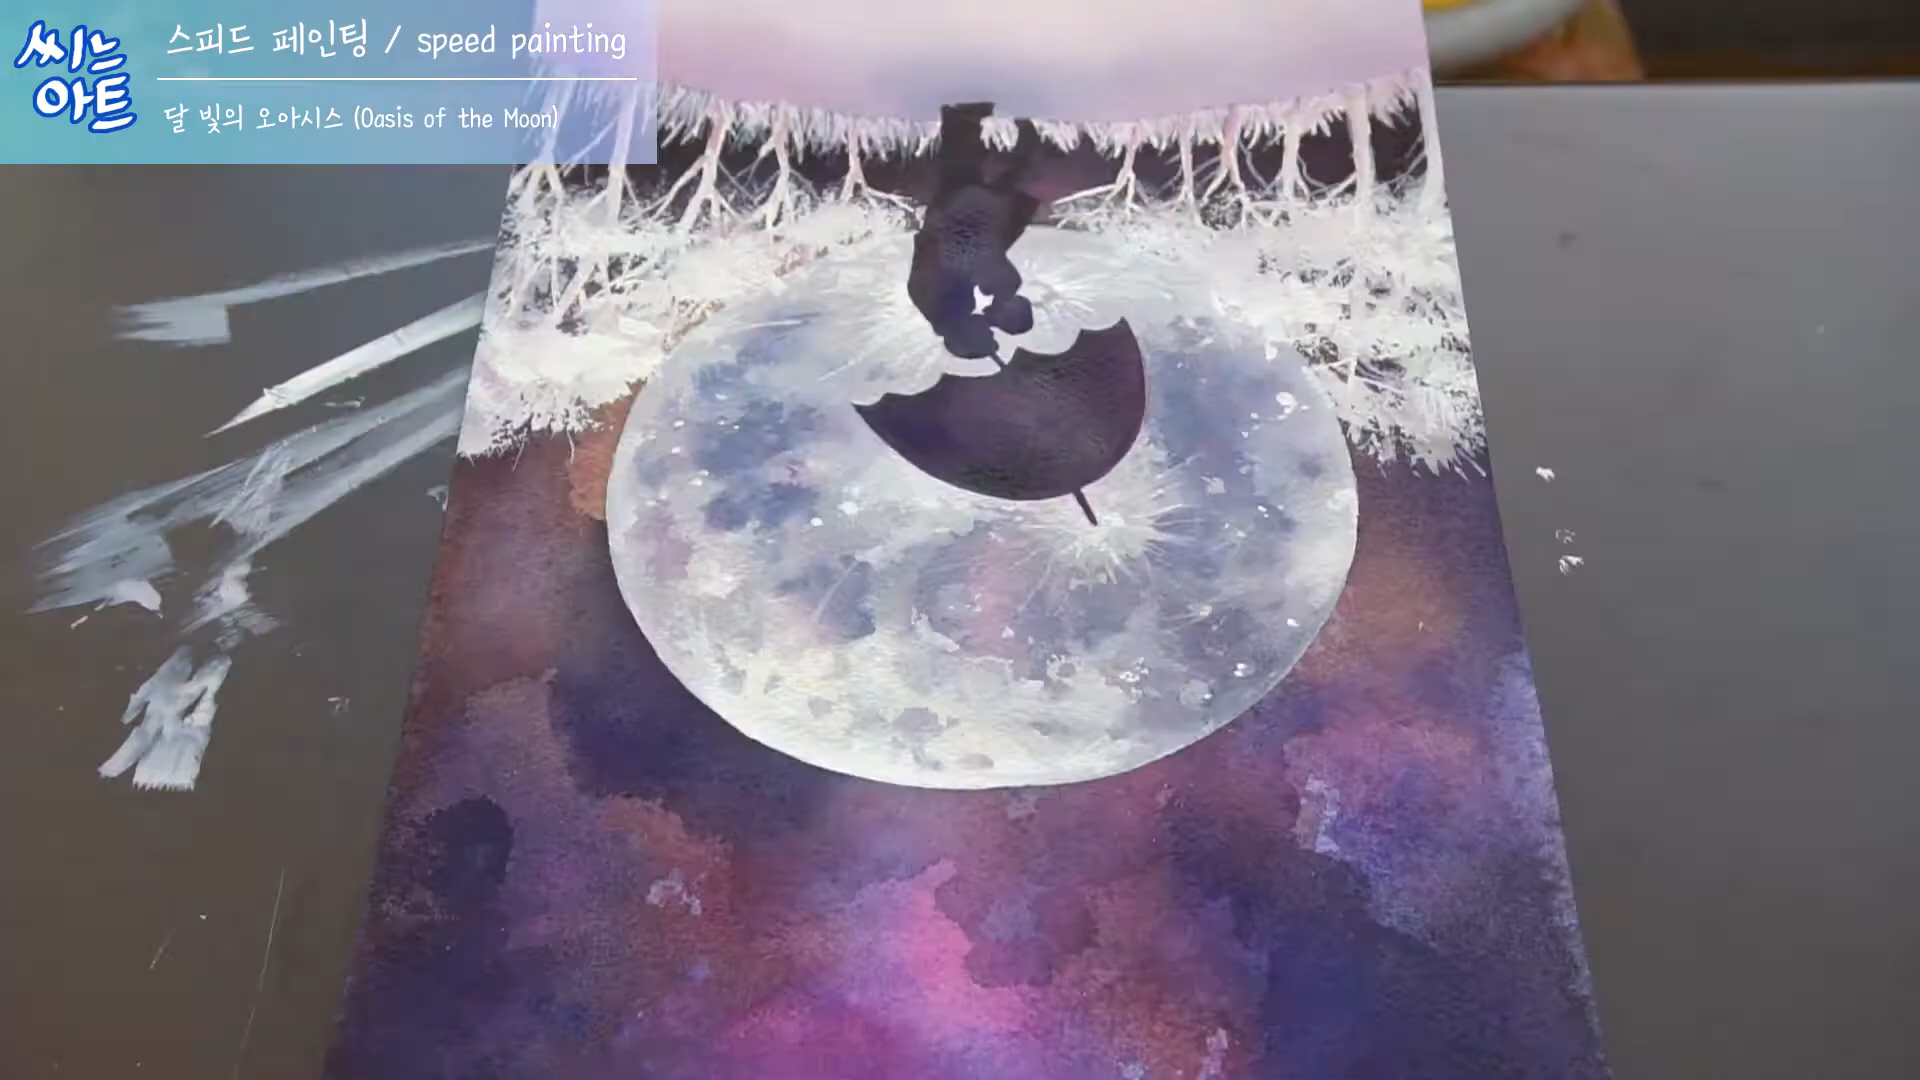 씨는
아트
스피드 페인팅 / speed painting
달 빛의 오아시스 (Oasis of the Moon)